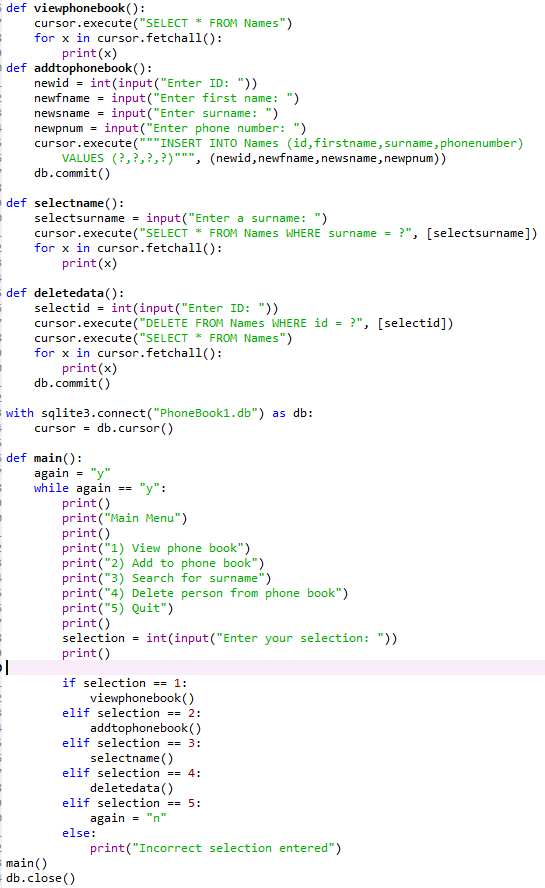 def viewphonebook():
    cursor.execute("SELECT * FROM Names")
    for x in cursor.fetchall():
        print(x)
def addtophonebook():
    newid = int(input("Enter ID: "))
    newfname = input("Enter first name: ")
    newsname = input("Enter surname: ")
    newpnum = input("Enter phone number: ")
    cursor.execute("""INSERT INTO Names (id,firstname,surname,phonenumber)
        VALUES (?,?,?,?)""", (newid,newfname,newsname,newpnum))
    db.commit()
def selectname():
    selectsurname = input("Enter a surname: ")
    cursor.execute("SELECT * FROM Names WHERE surname = ?", [selectsurname])
    for x in cursor.fetchall():
        print(x)
def deletedata():
    selectid = int(input("Enter ID: "))
    cursor.execute("DELETE FROM Names WHERE id = ?", [selectid])
    cursor.execute("SELECT * FROM Names")
    for x in cursor.fetchall():
        print(x)
    db.commit()
with sqlite3.connect("PhoneBook1.db") as db:
    cursor = db.cursor()
def main():
    again = "y"
    while again == "y":
        print()
        print("Main Menu")
        print()
        print("1) View phone book")
        print("2) Add to phone book")
        print("3) Search for surname")
        print("4) Delete person from phone book")
        print("5) Quit")
        print()
        selection = int(input("Enter your selection: "))
        print()
        if selection == 1:
            viewphonebook()
        elif selection == 2:
            addtophonebook()
        elif selection == 3:
            selectname()
        elif selection == 4:
            deletedata()
        elif selection == 5:
            again = "n"
        else:
            print("Incorrect selection entered")
main()
db.close()